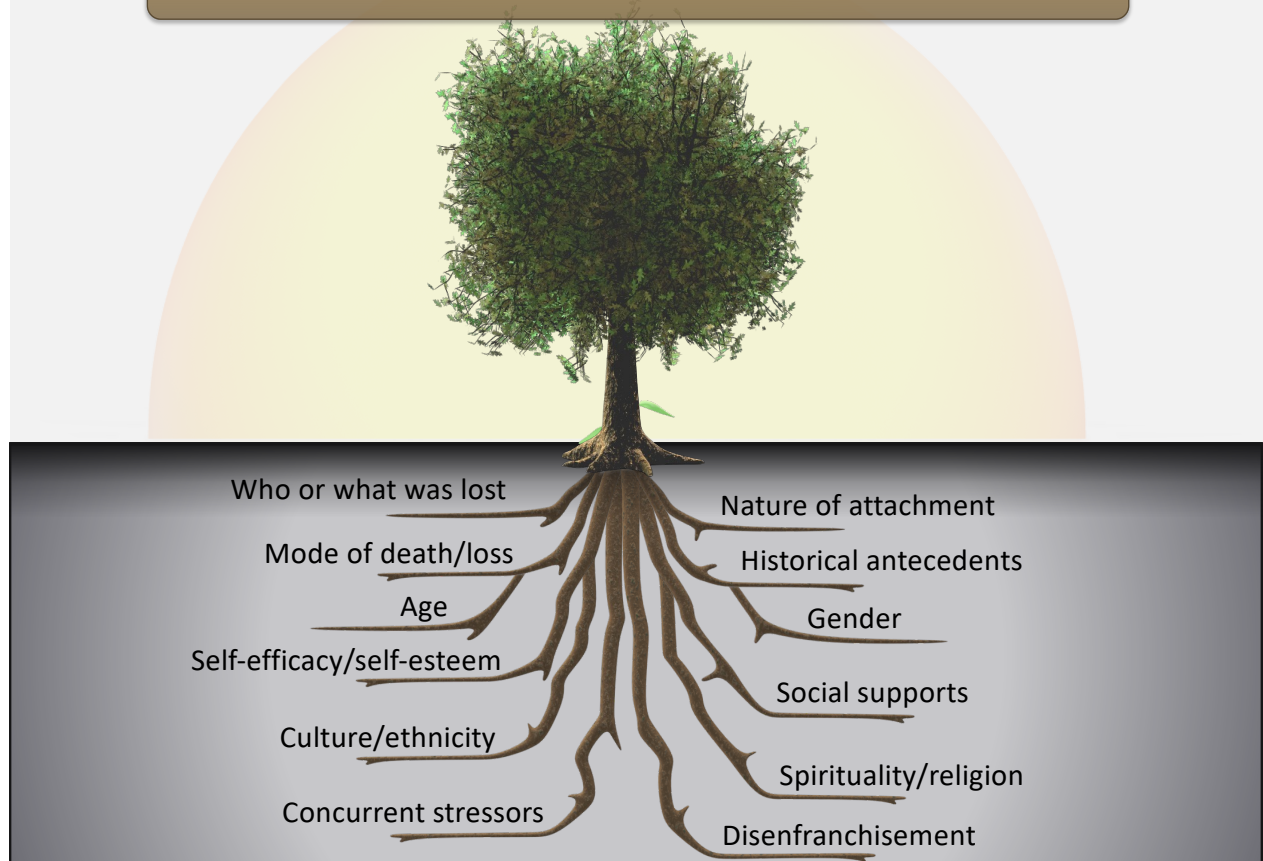 Who or what was lost
Nature of attachment
Mode of death/loss
Historical antecedents
Age
Gender
Self-efficacy/self-esteem
Social supports
Culture/ethnicity
Spirituality/religion
Concurrent stressors
Disenfranchisement